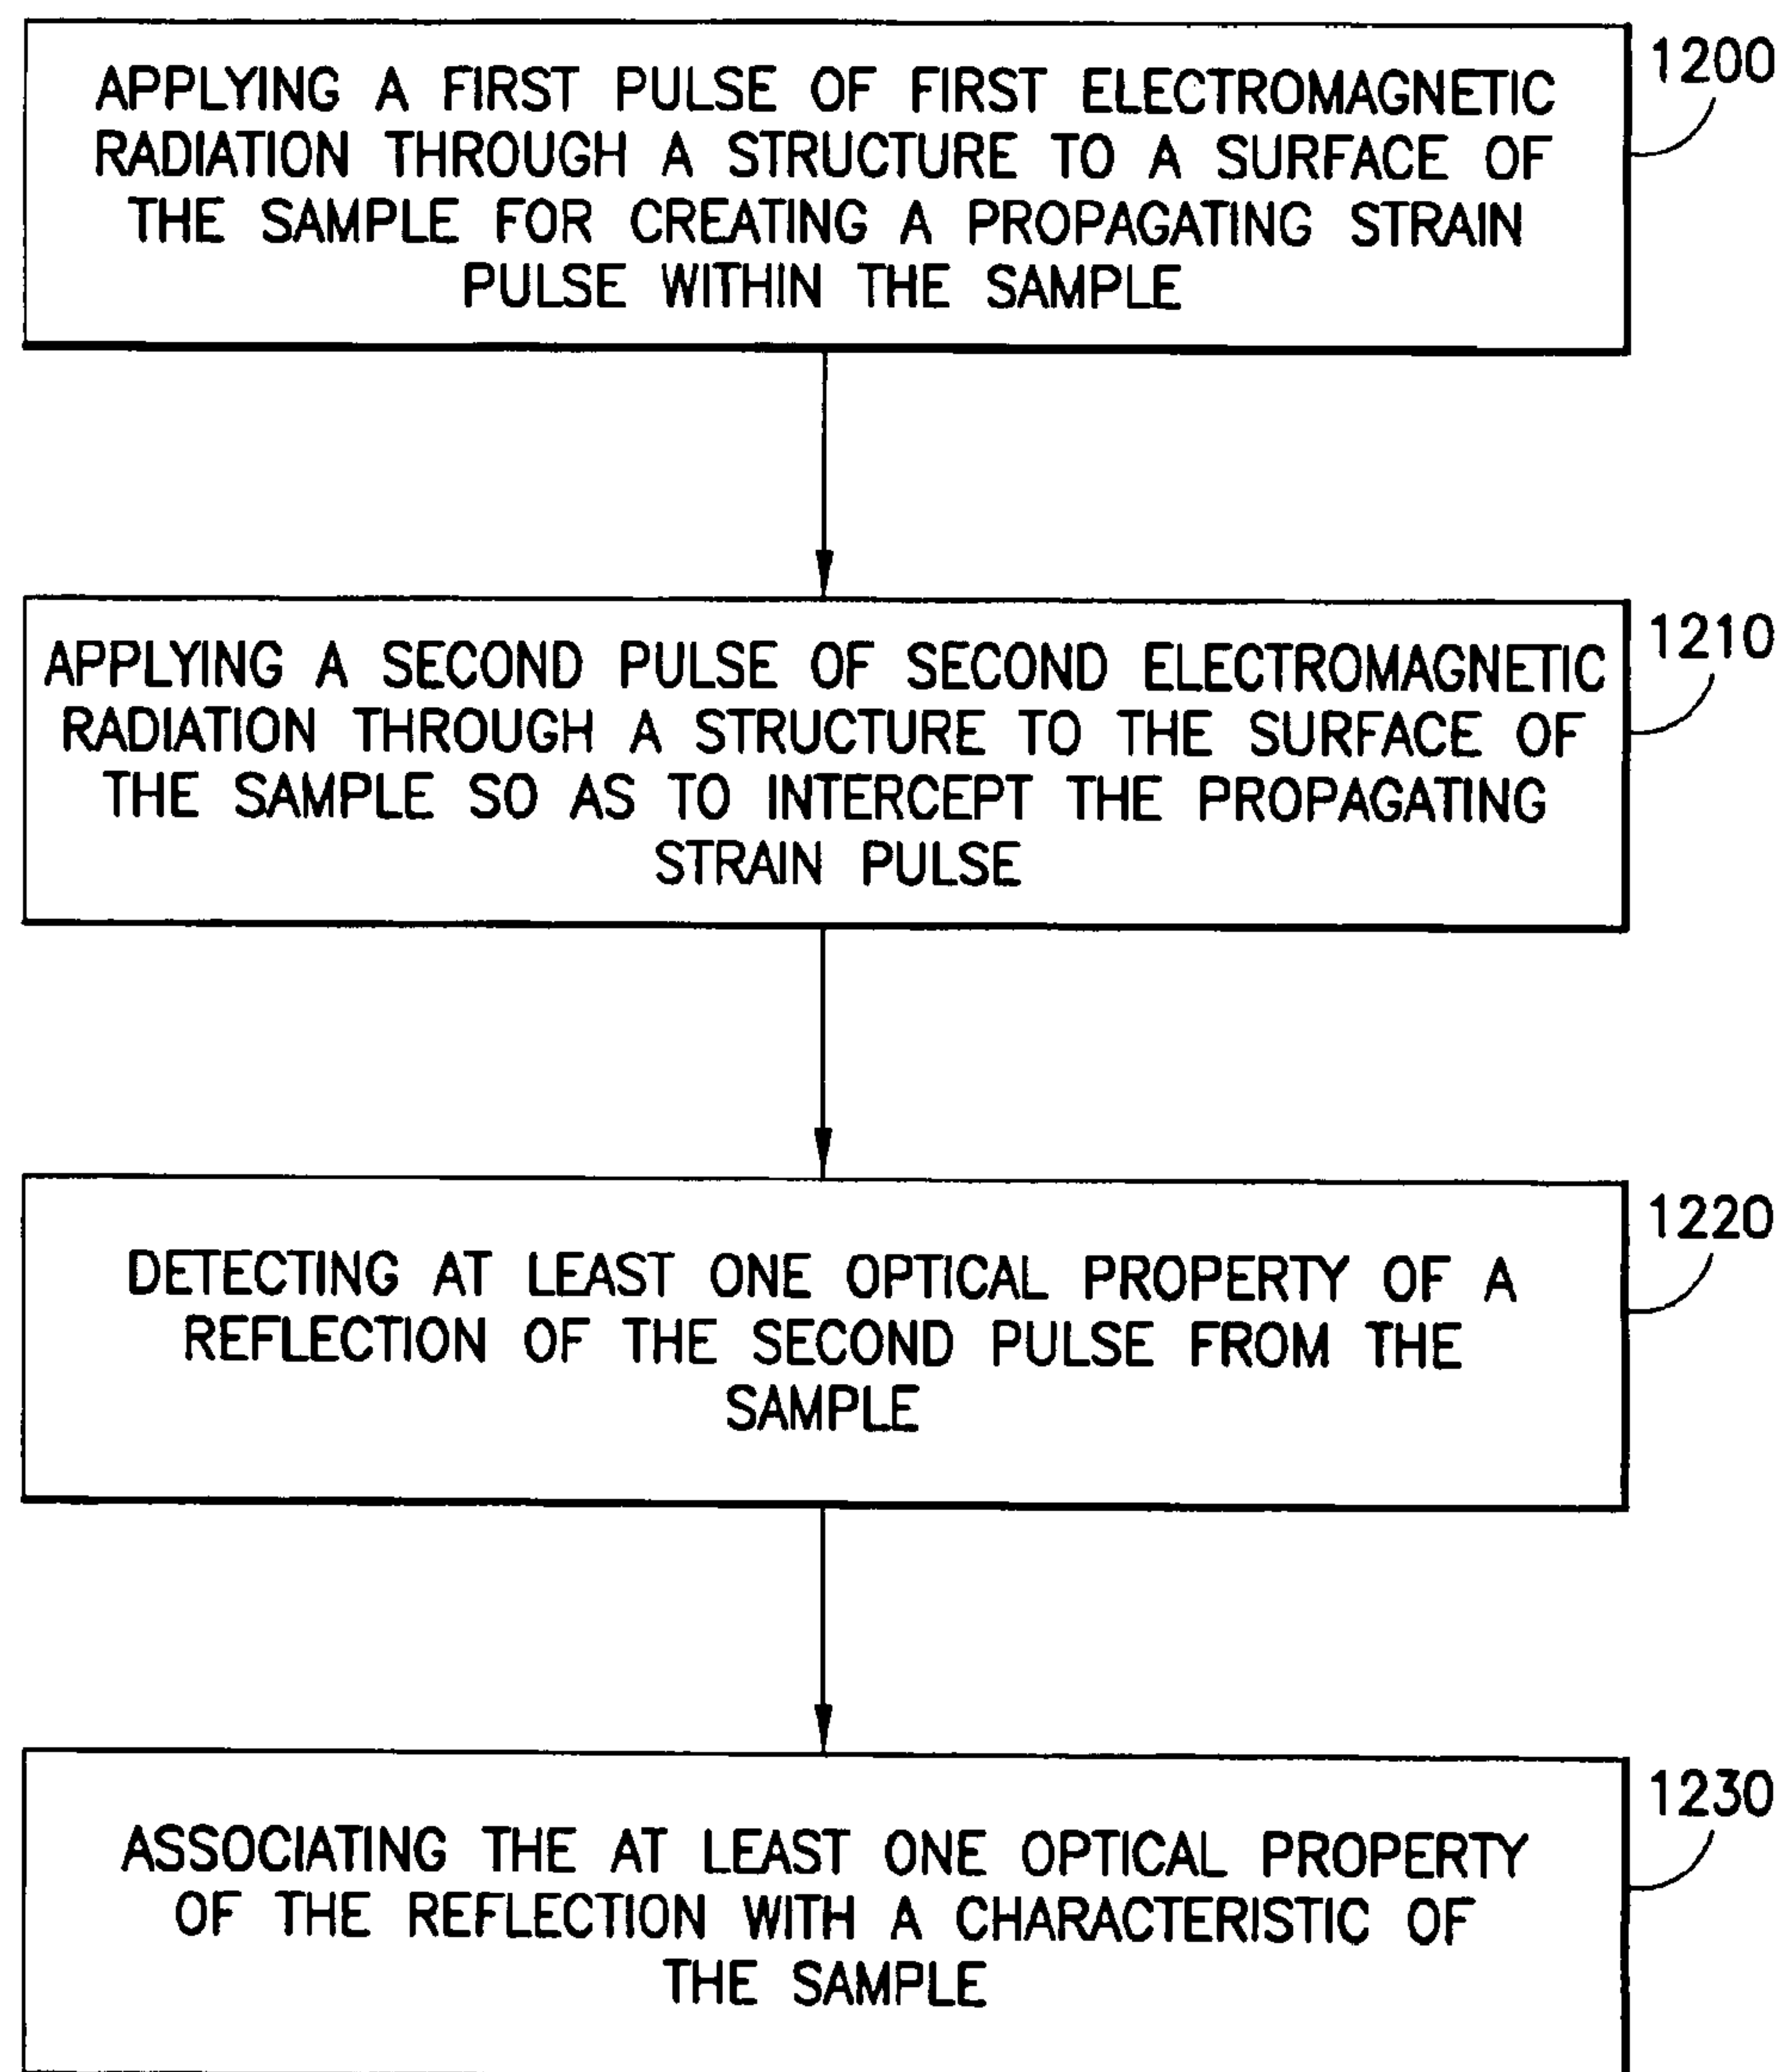 APPLYING A FIRST PULSE OF FIRST ELECTROMAGNETIC
RADIATION THROUGH A STRUCTURE TO A SURFACE OF
THE SAMPLE FOR CREATING A PROPAGATING STRAIN
PULSE WITHIN THE SAMPLE
1200
APPLYING A SECOND PULSE OF SECOND ELECTROMAGNETIC
RADIATION THROUGH A STRUCTURE TO THE SURFACE OF
THE SAMPLE SO AS TO INTERCEPT THE PROPAGATING
STRAIN PULSE
1210
DETECTING AT LEAST ONE OPTICAL PROPERTY OF A
REFLECTION OF THE SECOND PULSE FROM THE
SAMPLE
1220
ASSOCIATING THE AT LEAST ONE OPTICAL PROPERTY
OF THE REFLECTION WITH A CHARACTERISTIC OF
THE SAMPLE
1230